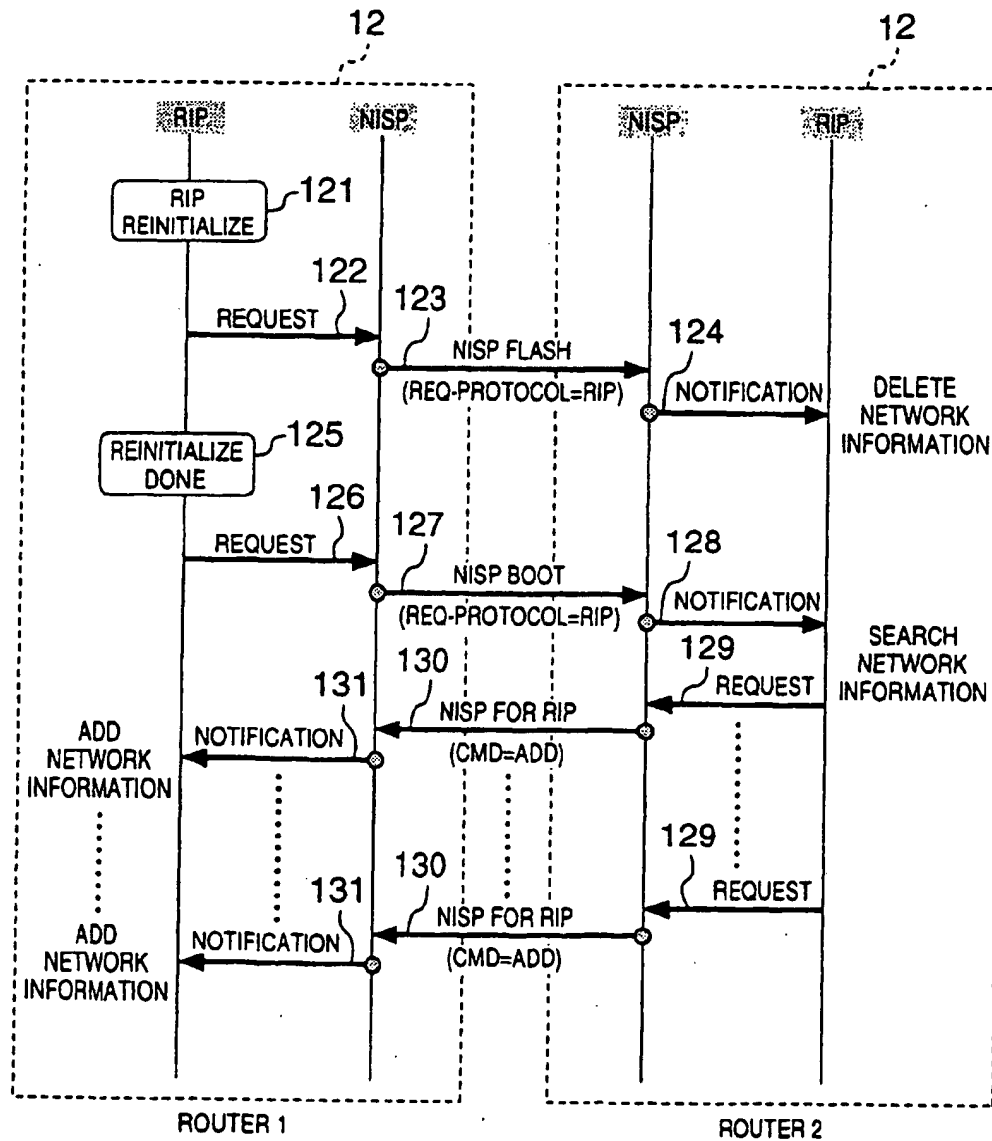 12
12
RIP
NISP
NISP
RIP
RIP
REINITIALIZE
121
122
REQUEST
123
NISP FLASH
(REQ-PROTOCOL=RIP)
124
NOTIFICATION
DELETE
NETWORK
INFORMATION
REINITIALIZE
DONE
125
126
REQUEST
127
NISP BOOT
(REQ-PROTOCOL=RIP)
128
NOTIFICATION
SEARCH
NETWORK
INFORMATION
129
REQUEST
130
NISP FOR RIP
(CMD=ADD)
131
NOTIFICATION
ADD
NETWORK
INFORMATION
129
REQUEST
130
NISP FOR RIP
(CMD=ADD)
131
NOTIFICATION
ADD
NETWORK
INFORMATION
ROUTER 1
ROUTER 2